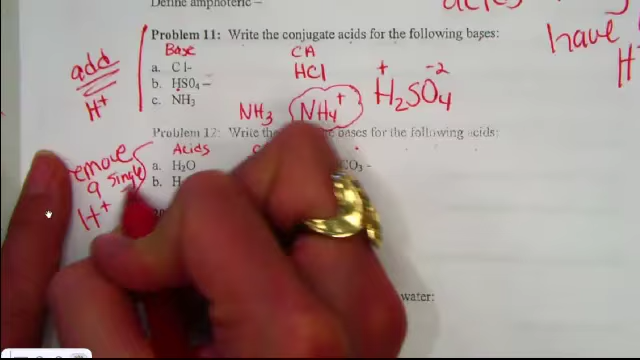 Define amphoteric –
acids
have
H+
Problem 11: Write the conjugate acids for the following bases:
Base CA
add
H+
a. Cl- HCl
b. HSO4 – H2SO4 + -2
c. NH3 NH3 NH4+
Problem 12: Write the bases for the following acids:
remove
a single
H+
Acids
a. H2O CO3 -
b. H
water: